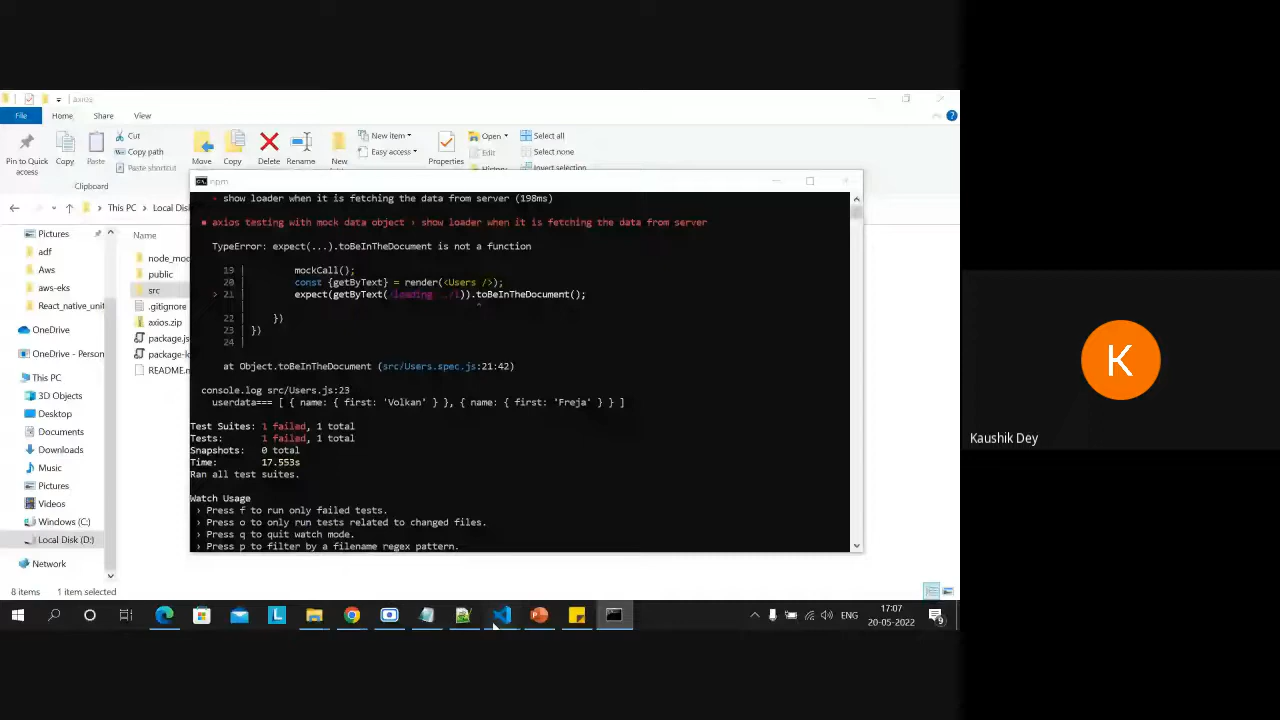 axios
File Home Share View
Pin to Quick access
Copy
Paste
Cut
Copy path
Paste shortcut
Clipboard
Move
Copy
Delete
Rename
New
New item
Easy access
Properties
Open
Edit
History
Select all
Select none
Invert selection
This PC
Local Disk
Pictures
adf
Aws
aws-eks
React_native_unit
OneDrive
OneDrive - Person
This PC
3D Objects
Desktop
Documents
Downloads
Music
Pictures
Videos
Windows (C:)
Local Disk (D:)
Network
Name
node_mo
public
src
.gitignore
axios.zip
package.js
package-lo
README.m
8 items 1 item selected
npm
show loader when it is fetching the data from server (198ms)
● axios testing with mock data object › show loader when it is fetching the data from server
TypeError: expect(...).toBeInTheDocument is not a function
19 | mockCall();
20 | const {getByText} = render(<Users />);
> 21 | expect(getByText(/loading .../i)).toBeInTheDocument();
| ^
22 | })
23 | })
24 |
at Object.toBeInTheDocument (src/Users.spec.js:21:42)
console.log src/Users.js:23
userdata=== [ { name: { first: 'Volkan' } }, { name: { first: 'Freja' } } ]
Test Suites: 1 failed, 1 total
Tests: 1 failed, 1 total
Snapshots: 0 total
Time: 17.553s
Ran all test suites.
Watch Usage
› Press f to run only failed tests.
› Press o to only run tests related to changed files.
› Press q to quit watch mode.
› Press p to filter by a filename regex pattern.
ENG
17:07
20-05-2022
9
K
Kaushik Dey